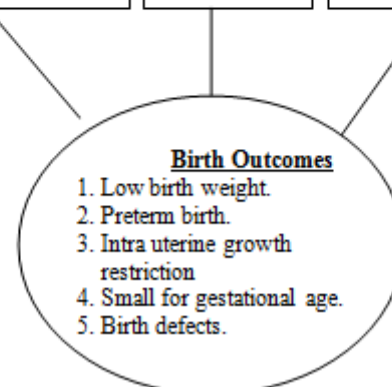 Birth Outcomes
1. Low birth weight.
2. Preterm birth.
3. Intra uterine growth
restriction
4. Small for gestational age.
5. Birth defects.